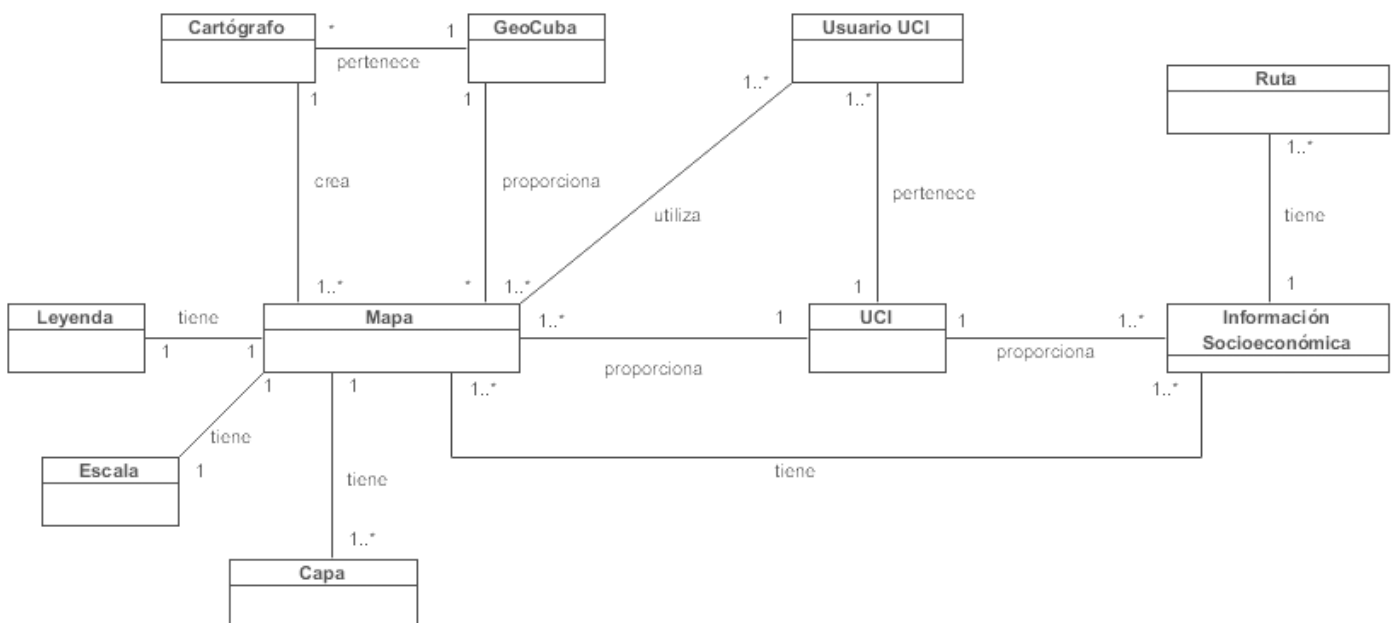 Cartógrafo
*
1
GeoCuba
pertenece
Usuario UCI
Ruta
1
1
1..*
1..*
1..*
crea
proporciona
utiliza
pertenece
tiene
1..*
*
1..*
1
1
Leyenda
tiene
Mapa
1..*
1
UCI
1
1..*
Información
Socioeconómica
1
1
proporciona
proporciona
1
1
1..*
1..*
tiene
Escala
1
tiene
tiene
1..*
Capa